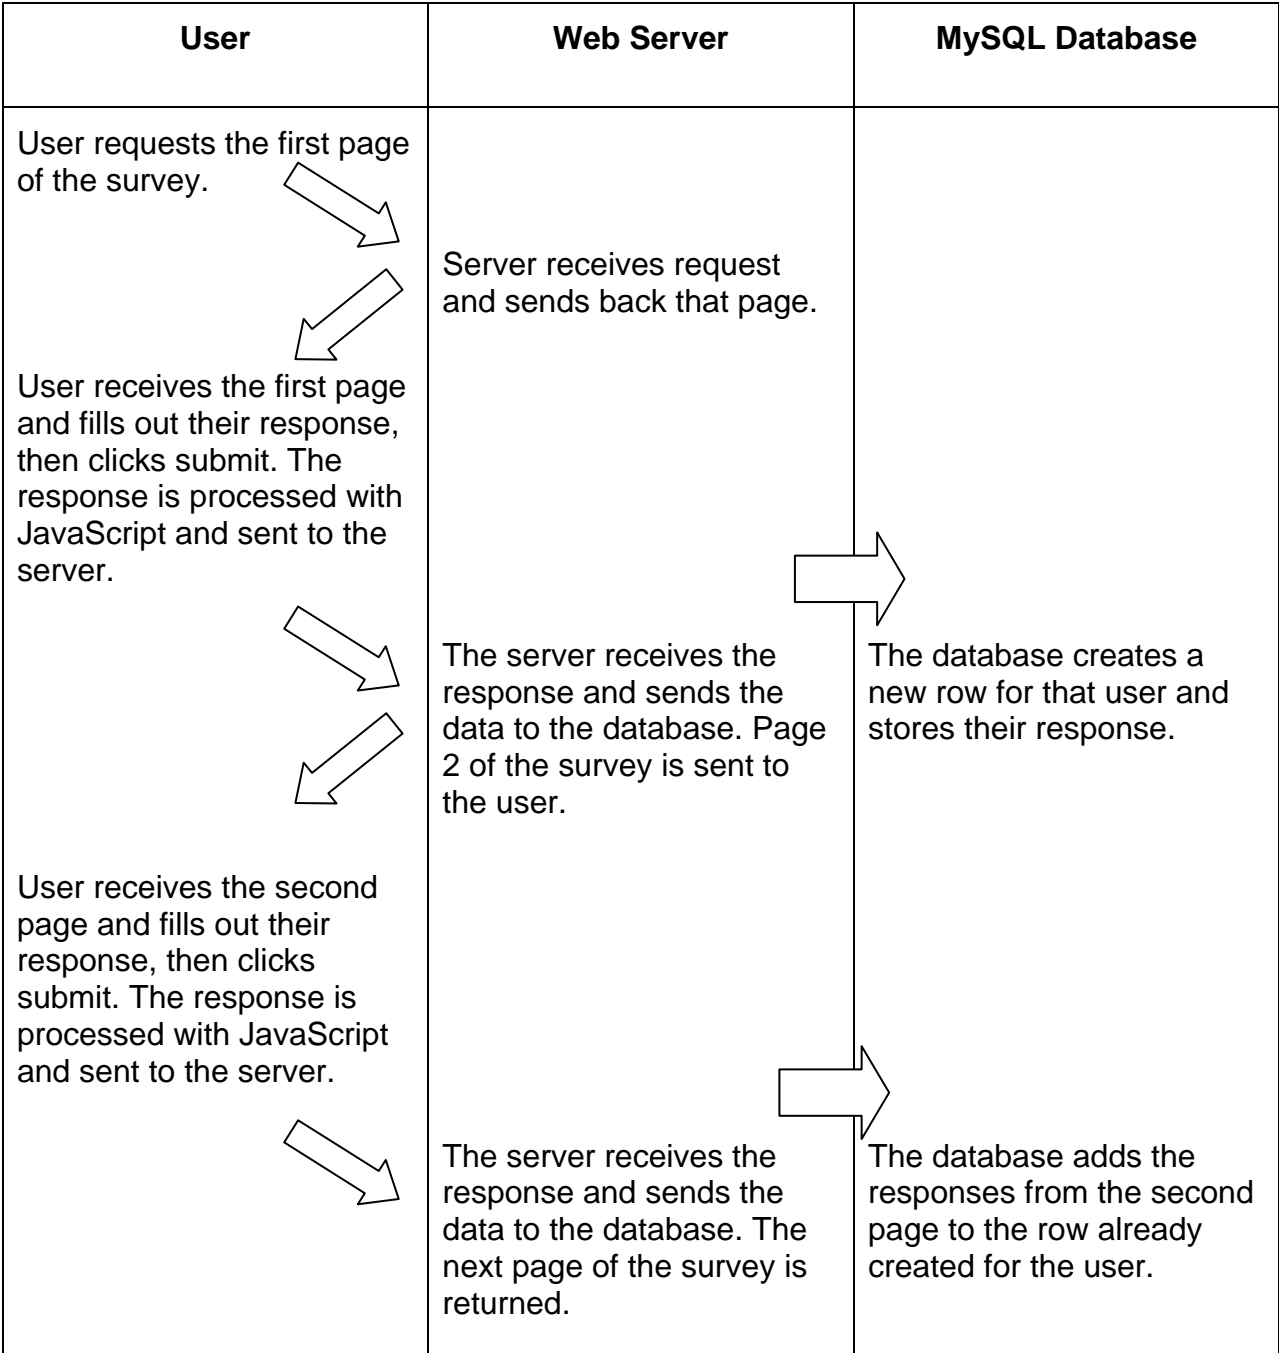 User
Web Server
MySQL Database
User requests the first page
of the survey.
Server receives request
and sends back that page.
User receives the first page
and fills out their response,
then clicks submit. The
response is processed with
JavaScript and sent to the
server.
The server receives the
response and sends the
data to the database. Page
2 of the survey is sent to
the user.
The database creates a
new row for that user and
stores their response.
User receives the second
page and fills out their
response, then clicks
submit. The response is
processed with JavaScript
and sent to the server.
The server receives the
response and sends the
data to the database. The
next page of the survey is
returned.
The database adds the
responses from the second
page to the row already
created for the user.